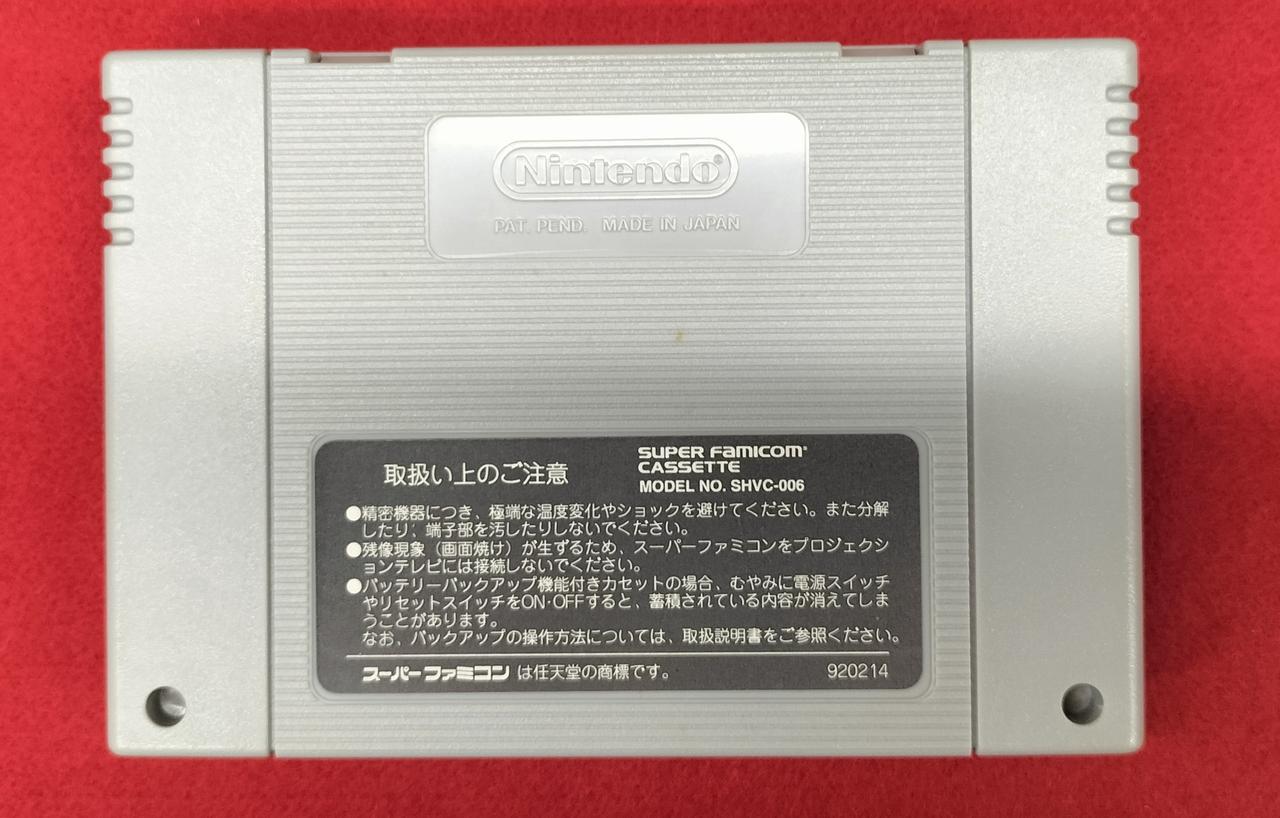 Nintendo®
PAT. PEND. MADE IN JAPAN
取扱い上のご注意
SUPER FAMICOM®
CASSETTE
MODEL NO. SHVC-006
●精密機器につき、極端な温度変化やショックを避けてください。また分解
したり、端子部を汚したりしないでください。
●残像現象（画面焼け）が生ずるため、スーパーファミコンをプロジェクシ
ョンテレビには接続しないでください。
●バッテリーバックアップ機能付きカセットの場合、むやみに電源スイッチ
やリセットスイッチをON・OFFすると、蓄積されている内容が消えてしま
うことがあります。
なお、バックアップの操作方法については、取扱説明書をご参照ください。
スーパーファミコンは任天堂の商標です。 920214